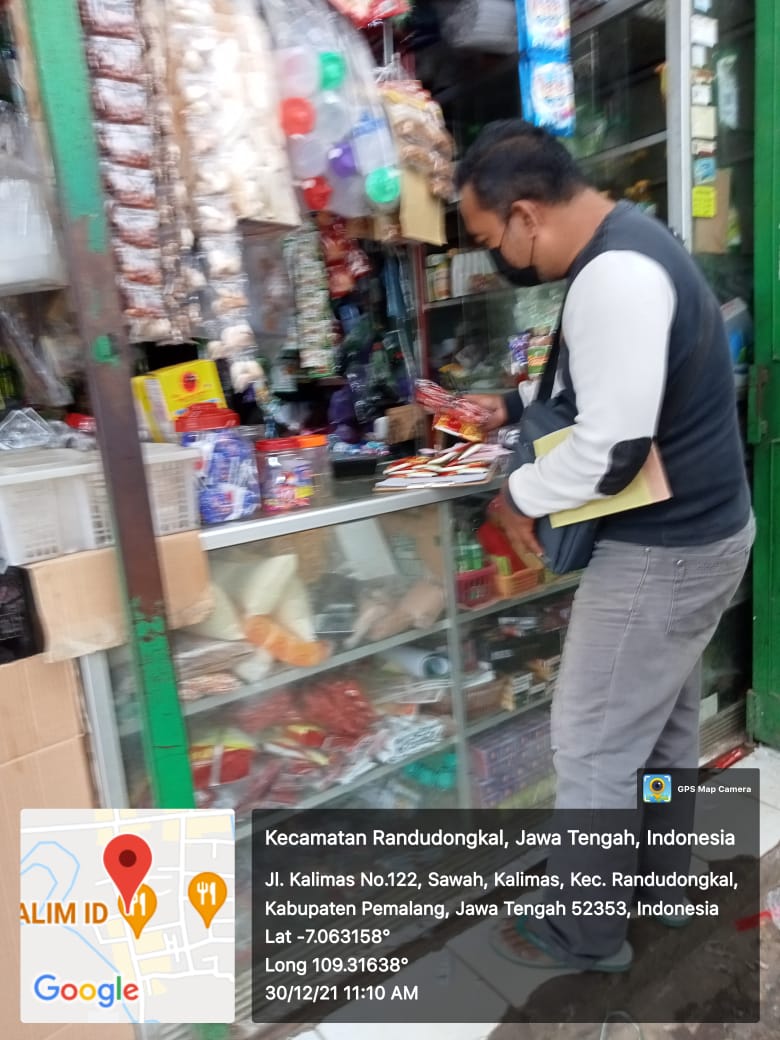 GPS Map Camera
Kecamatan Randudongkal, Jawa Tengah, Indonesia
Jl. Kalimas No.122, Sawah, Kalimas, Kec. Randudongkal,
Kabupaten Pemalang, Jawa Tengah 52353, Indonesia
Lat -7.063158°
Long 109.31638°
30/12/21 11:10 AM
ALIM ID
Google